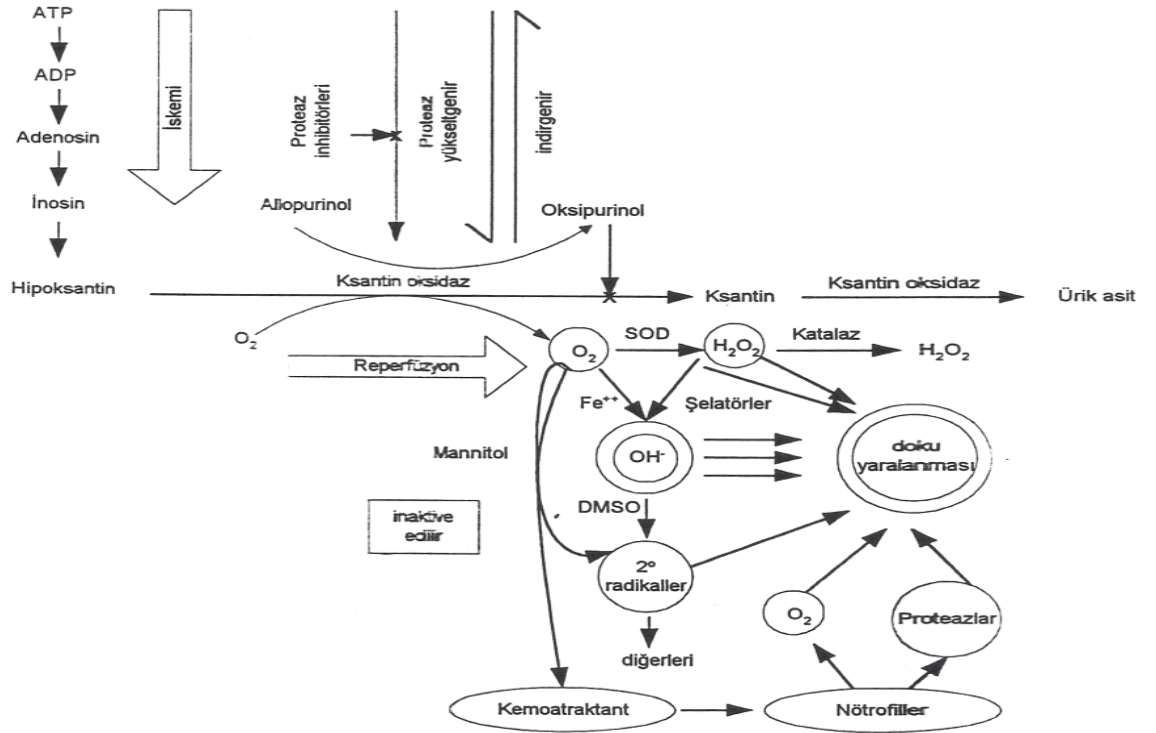 ATP
ADP
Adenosin
İnosin
Hipoksantin
İskemi
Proteaz
inhibitörleri
Proteaz
yükseltgenir
indirgenir
Allopurinol
Oksipurinol
Ksantin oksidaz
Ksantin
Ksantin oksidaz
Ürik asit
O₂
Reperfüzyon
O₂
SOD
H₂O₂
Katalaz
H₂O₂
Fe⁺⁺
Şelatörler
Mannitol
OH⁻
doku
yaralanması
DMSO
inaktive
edilir
2º
radikaller
O₂
Proteazlar
diğerleri
Kemoatraktant
Nötrofiller